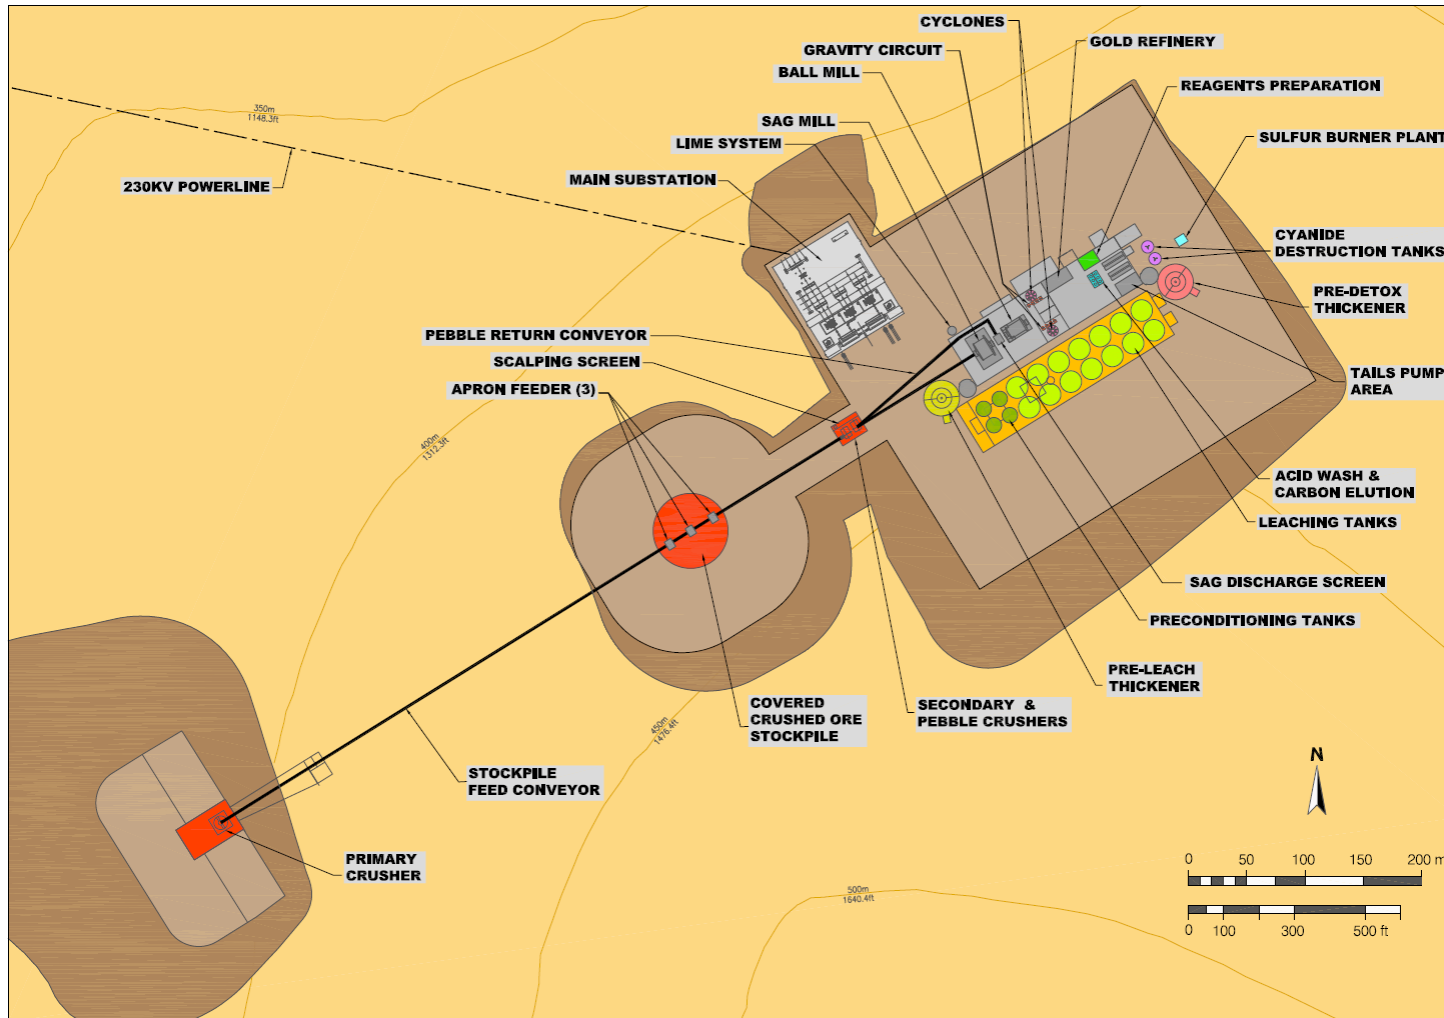 CYCLONES
GRAVITY CIRCUIT
GOLD REFINERY
BALL MILL
REAGENTS PREPARATION
SAG MILL
LIME SYSTEM
SULFUR BURNER PLANT
MAIN SUBSTATION
230KV POWERLINE
350m
1148.3ft
CYANIDE
DESTRUCTION TANKS
PRE-DETOX
THICKENER
PEBBLE RETURN CONVEYOR
SCALPING SCREEN
APRON FEEDER (3)
TAILS PUMP
AREA
400m
1312.3ft
ACID WASH &
CARBON ELUTION
LEACHING TANKS
SAG DISCHARGE SCREEN
PRECONDITIONING TANKS
PRE-LEACH
THICKENER
COVERED
CRUSHED ORE
STOCKPILE
SECONDARY &
PEBBLE CRUSHERS
450m
1476.4ft
STOCKPILE
FEED CONVEYOR
PRIMARY
CRUSHER
500m
1640.4ft
N
0 50 100 150 200 m
0 100 300 500 ft